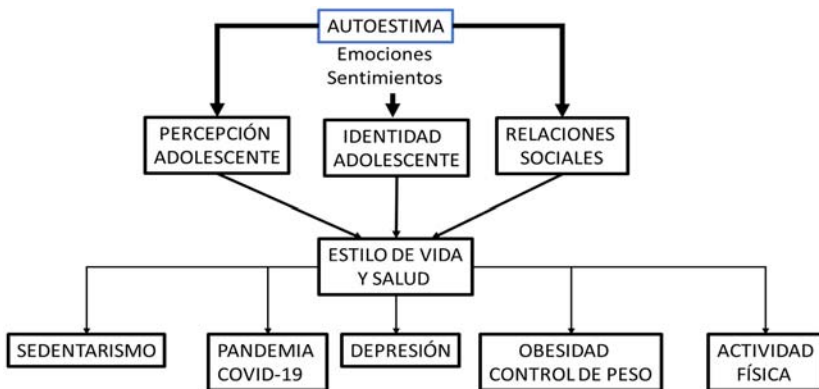 AUTOESTIMA
Emociones
Sentimientos
PERCEPCIÓN
ADOLESCENTE
IDENTIDAD
ADOLESCENTE
RELACIONES
SOCIALES
ESTILO DE VIDA
Y SALUD
SEDENTARISMO
PANDEMIA
COVID-19
DEPRESIÓN
OBESIDAD
CONTROL DE PESO
ACTIVIDAD
FÍSICA